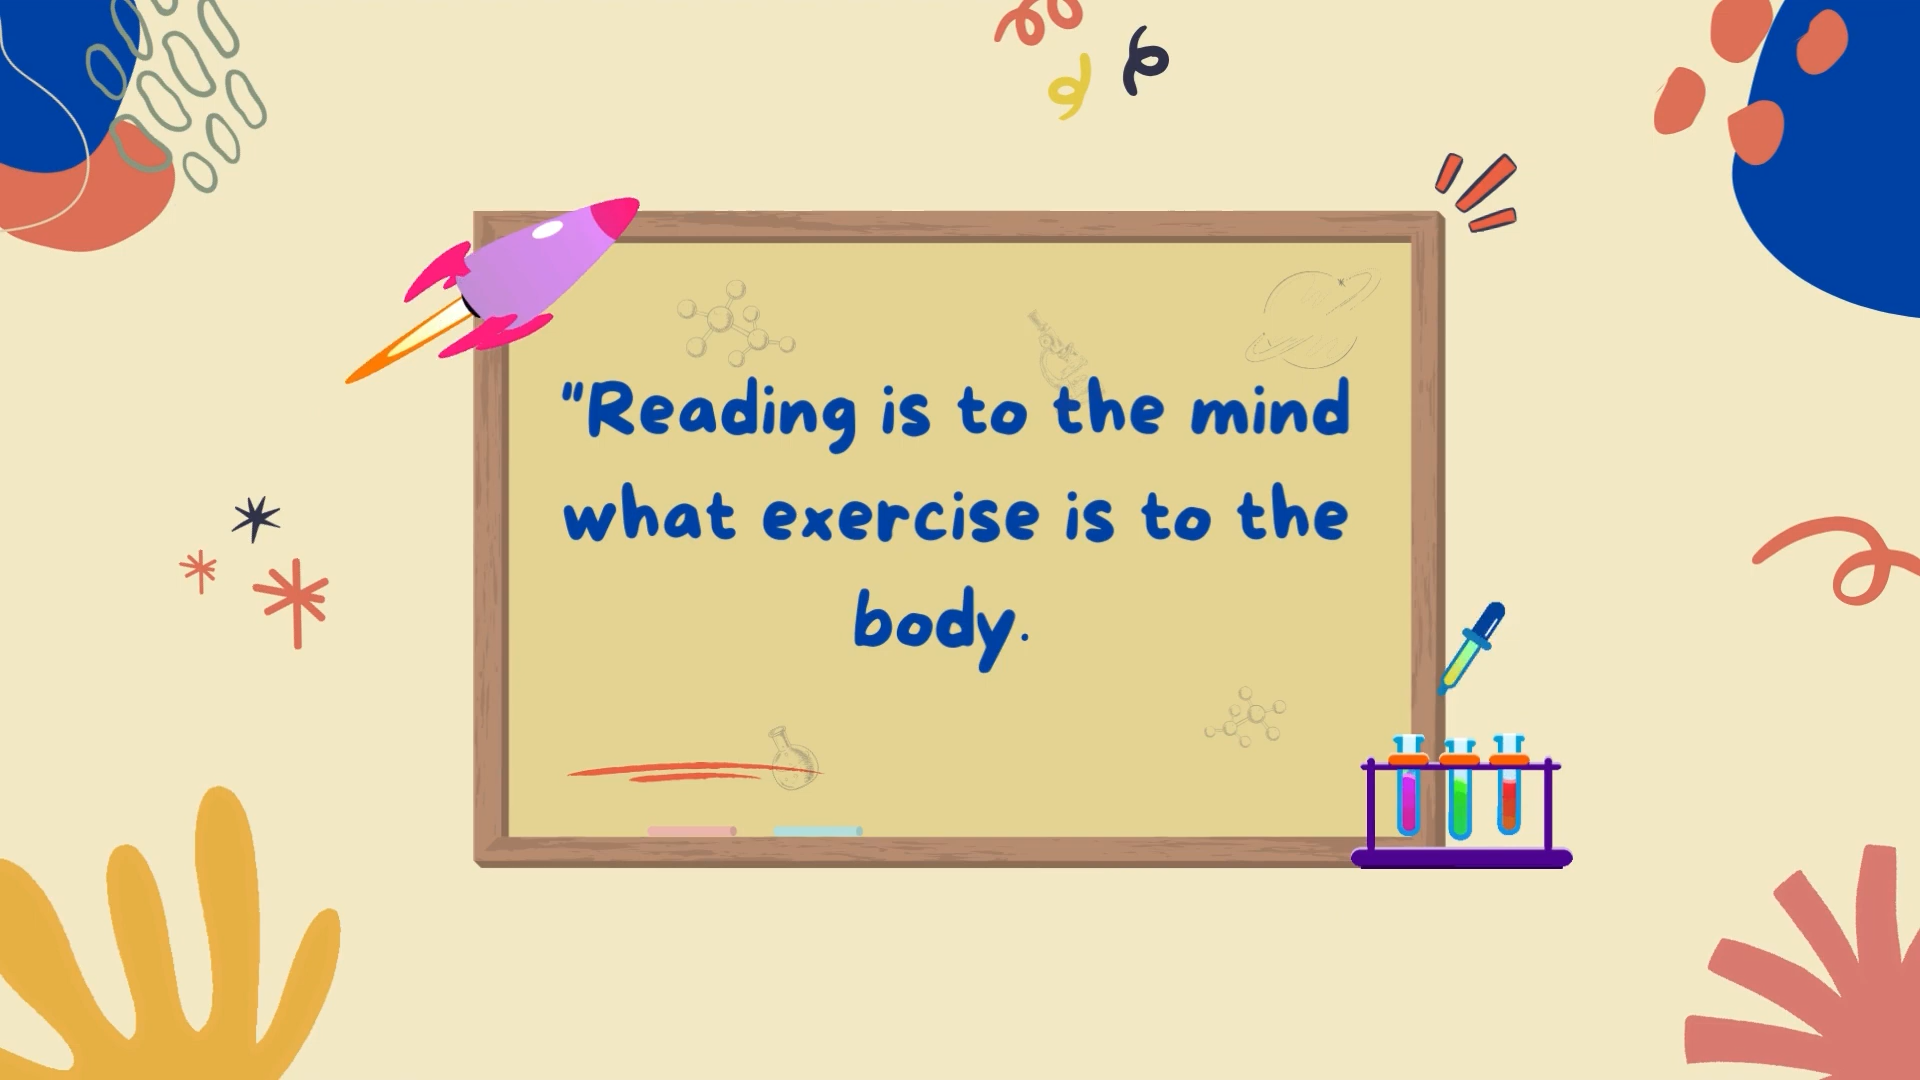 "Reading is to the mind
what exercise is to the
body.